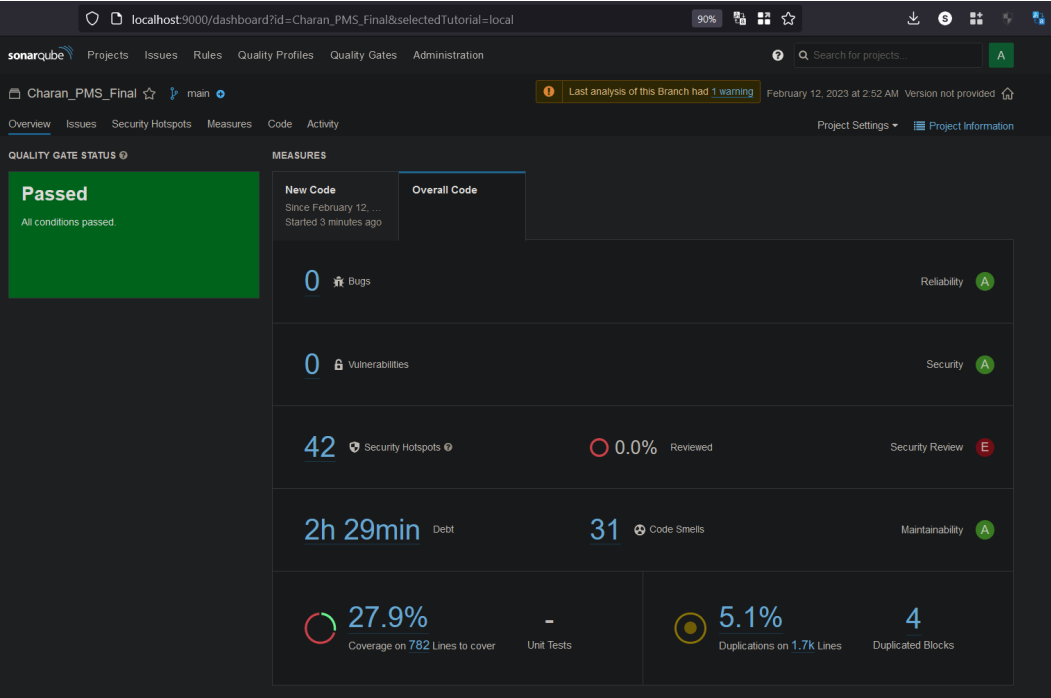 localhost:9000/dashboard?id=Charan_PMS_Final&selectedTutorial=local 90% S
sonarqube Projects Issues Rules Quality Profiles Quality Gates Administration Search for projects... A
Charan_PMS_Final main Last analysis of this Branch had 1 warning February 12, 2023 at 2:52 AM Version not provided
Overview Issues Security Hotspots Measures Code Activity Project Settings Project Information
QUALITY GATE STATUS MEASURES
Passed
All conditions passed.
New Code
Since February 12, ...
Started 3 minutes ago
Overall Code
0 Bugs Reliability A
0 Vulnerabilities Security A
42 Security Hotspots 0.0% Reviewed Security Review E
2h 29min Debt 31 Code Smells Maintainability A
27.9%
Coverage on 782 Lines to cover
-
Unit Tests
5.1%
Duplications on 1.7k Lines
4
Duplicated Blocks